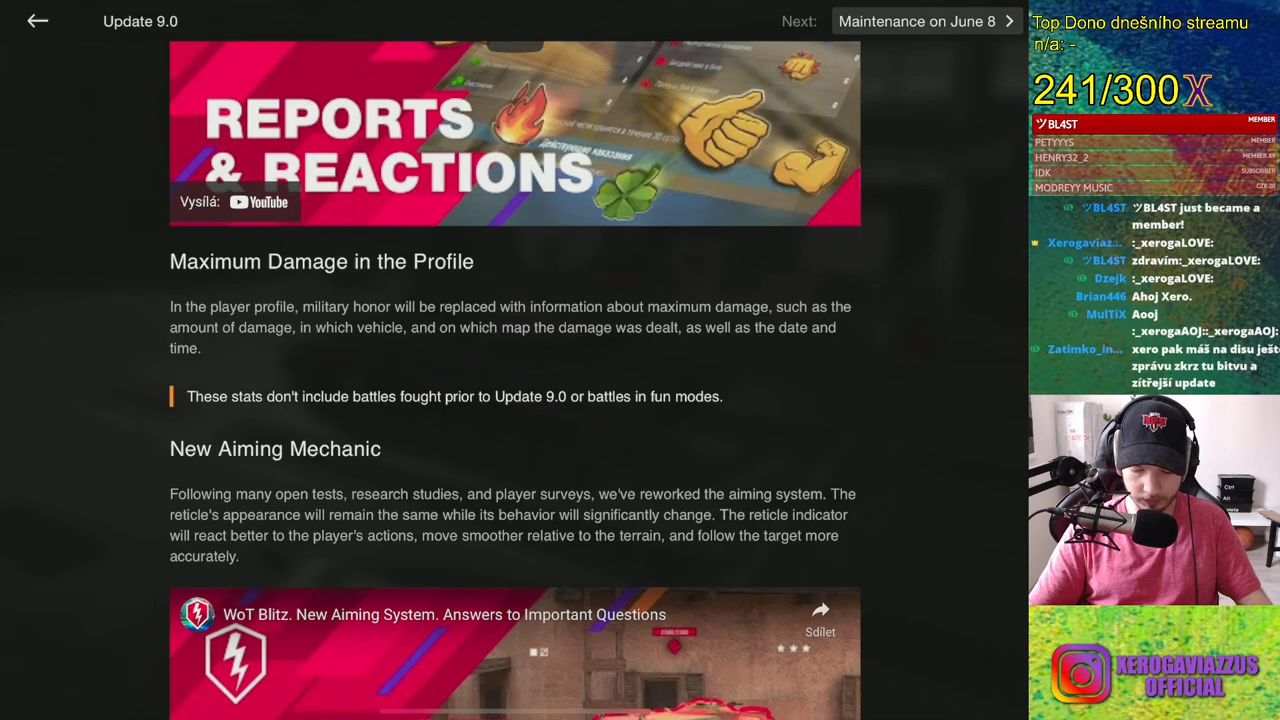 Update 9.0
Next:
Maintenance on June 8
REPORTS
& REACTIONS
Vysílá: YouTube
Maximum Damage in the Profile
In the player profile, military honor will be replaced with information about maximum damage, such as the
amount of damage, in which vehicle, and on which map the damage was dealt, as well as the date and
time.
These stats don't include battles fought prior to Update 9.0 or battles in fun modes.
New Aiming Mechanic
Following many open tests, research studies, and player surveys, we've reworked the aiming system. The
reticle's appearance will remain the same while its behavior will significantly change. The reticle indicator
will react better to the player's actions, move smoother relative to the terrain, and follow the target more
accurately.
WoT Blitz. New Aiming System. Answers to Important Questions
Sdílet
Top Dono dnešního streamu
n/a: -
241/300 X
ツBL4ST MEMBER
PETYYYS MEMBER
HENRY32_2 MEMBER X9
IDK SUBSCRIBER
MODREYY MUSIC CZK 20
ツBL4ST ツBL4ST just became a
member!
Xerogaviaz... :_xerogaLOVE:
ツBL4ST zdravím:_xerogaLOVE:
Dzejk :_xerogaLOVE:
Brian446 Ahoj Xero.
MulTiX Aooj
:_xerogaAOJ::_xerogaAOJ:
Zatimko_in... xero pak máš na disu ješt
zprávu zkrz tu bitvu a
zítřejší update
Ctrl
Alt
XEROGAVIAZZUS
OFFICIAL